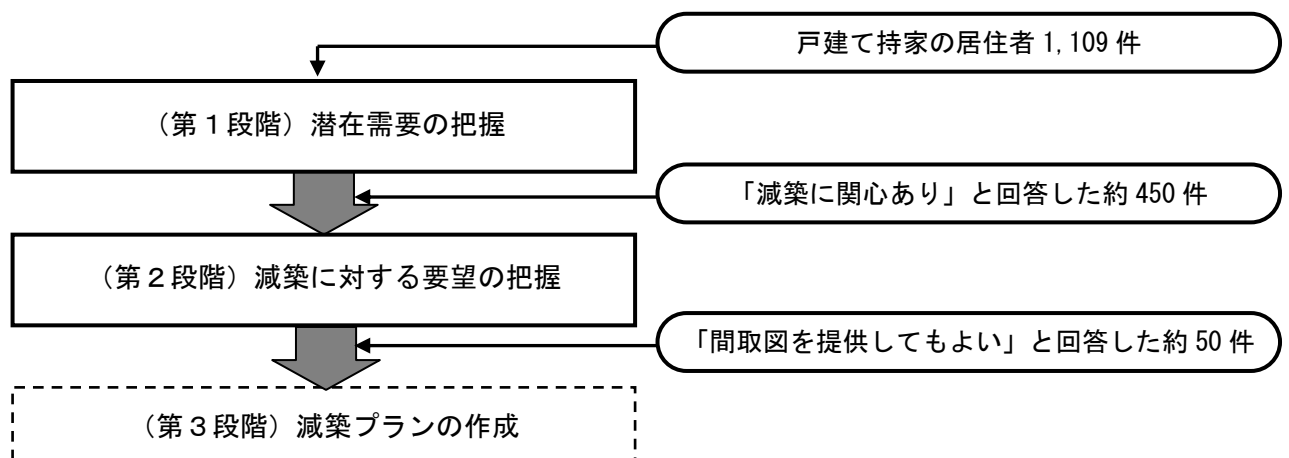 戸建て持家の居住者 1,109 件
（第１段階）潜在需要の把握
「減築に関心あり」と回答した約 450 件
（第２段階）減築に対する要望の把握
「間取図を提供してもよい」と回答した約 50 件
（第３段階）減築プランの作成